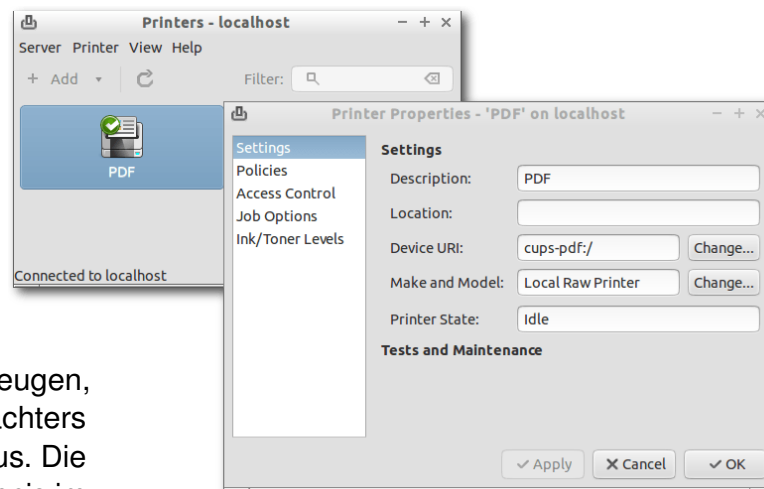 Printers - localhost
Server Printer View Help
+ Add Filter:
PDF
Connected to localhost
Printer Properties - 'PDF' on localhost
Settings
Policies
Access Control
Job Options
Ink/Toner Levels
Settings
Description: PDF
Location:
Device URI: cups-pdf:/ Change...
Make and Model: Local Raw Printer Change...
Printer State: Idle
Tests and Maintenance
Apply Cancel OK
eugen,
chters
us. Die